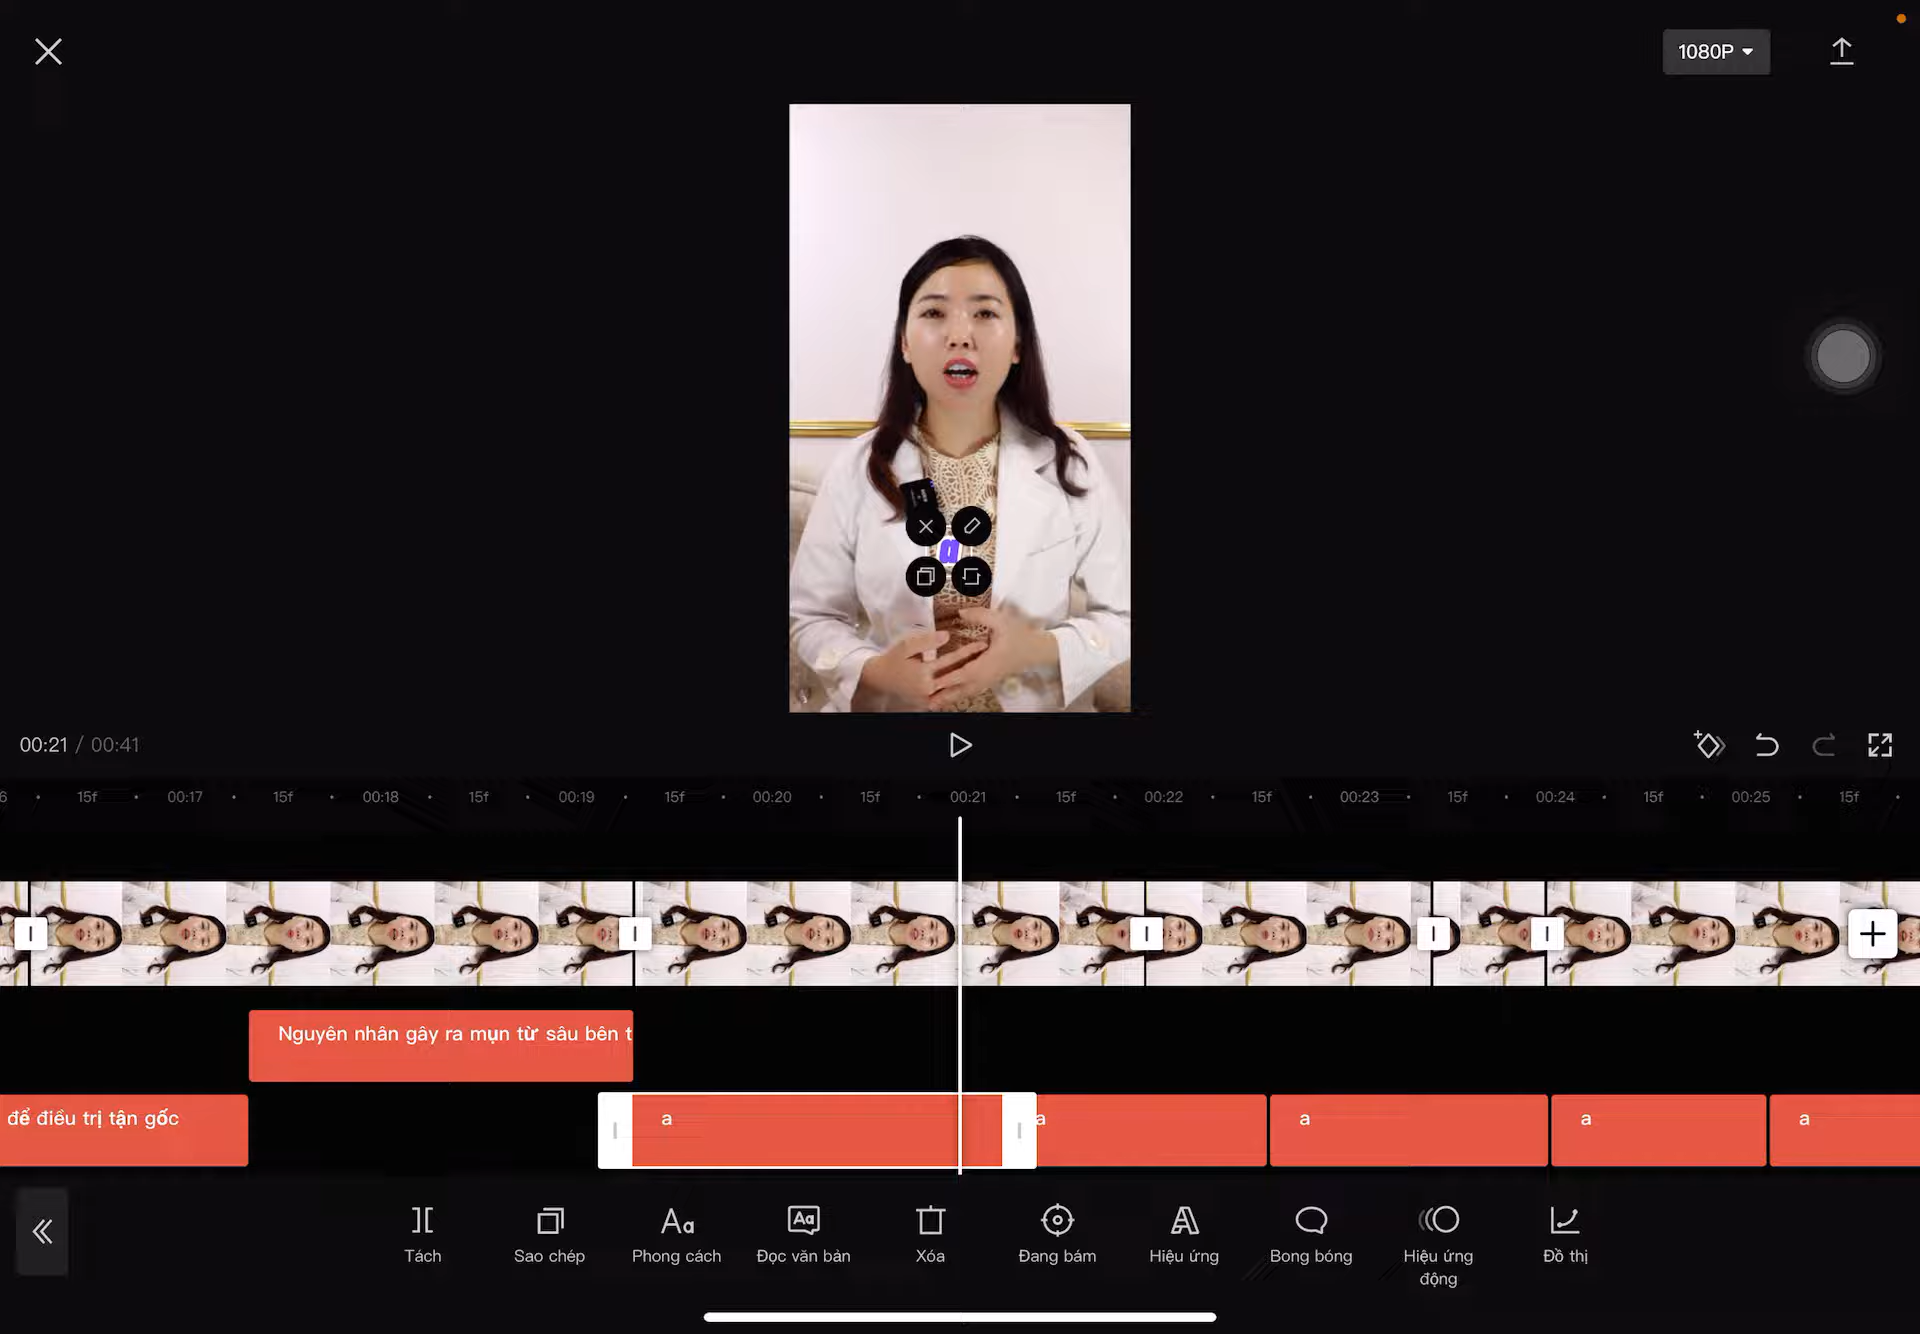 1080P
a
00:21 / 00:41
6 15f 00:17 15f 00:18 15f 00:19 15f 00:20 15f 00:21 15f 00:22 15f 00:23 15f 00:24 15f 00:25 15f
Nguyên nhân gây ra mụn từ sâu bên t
để điều trị tận gốc
a
a
a
a
a
Tách
Sao chép
Phong cách
Đọc văn bản
Xóa
Đang bám
Hiệu ứng
Bong bóng
Hiệu ứng
động
Đồ thị